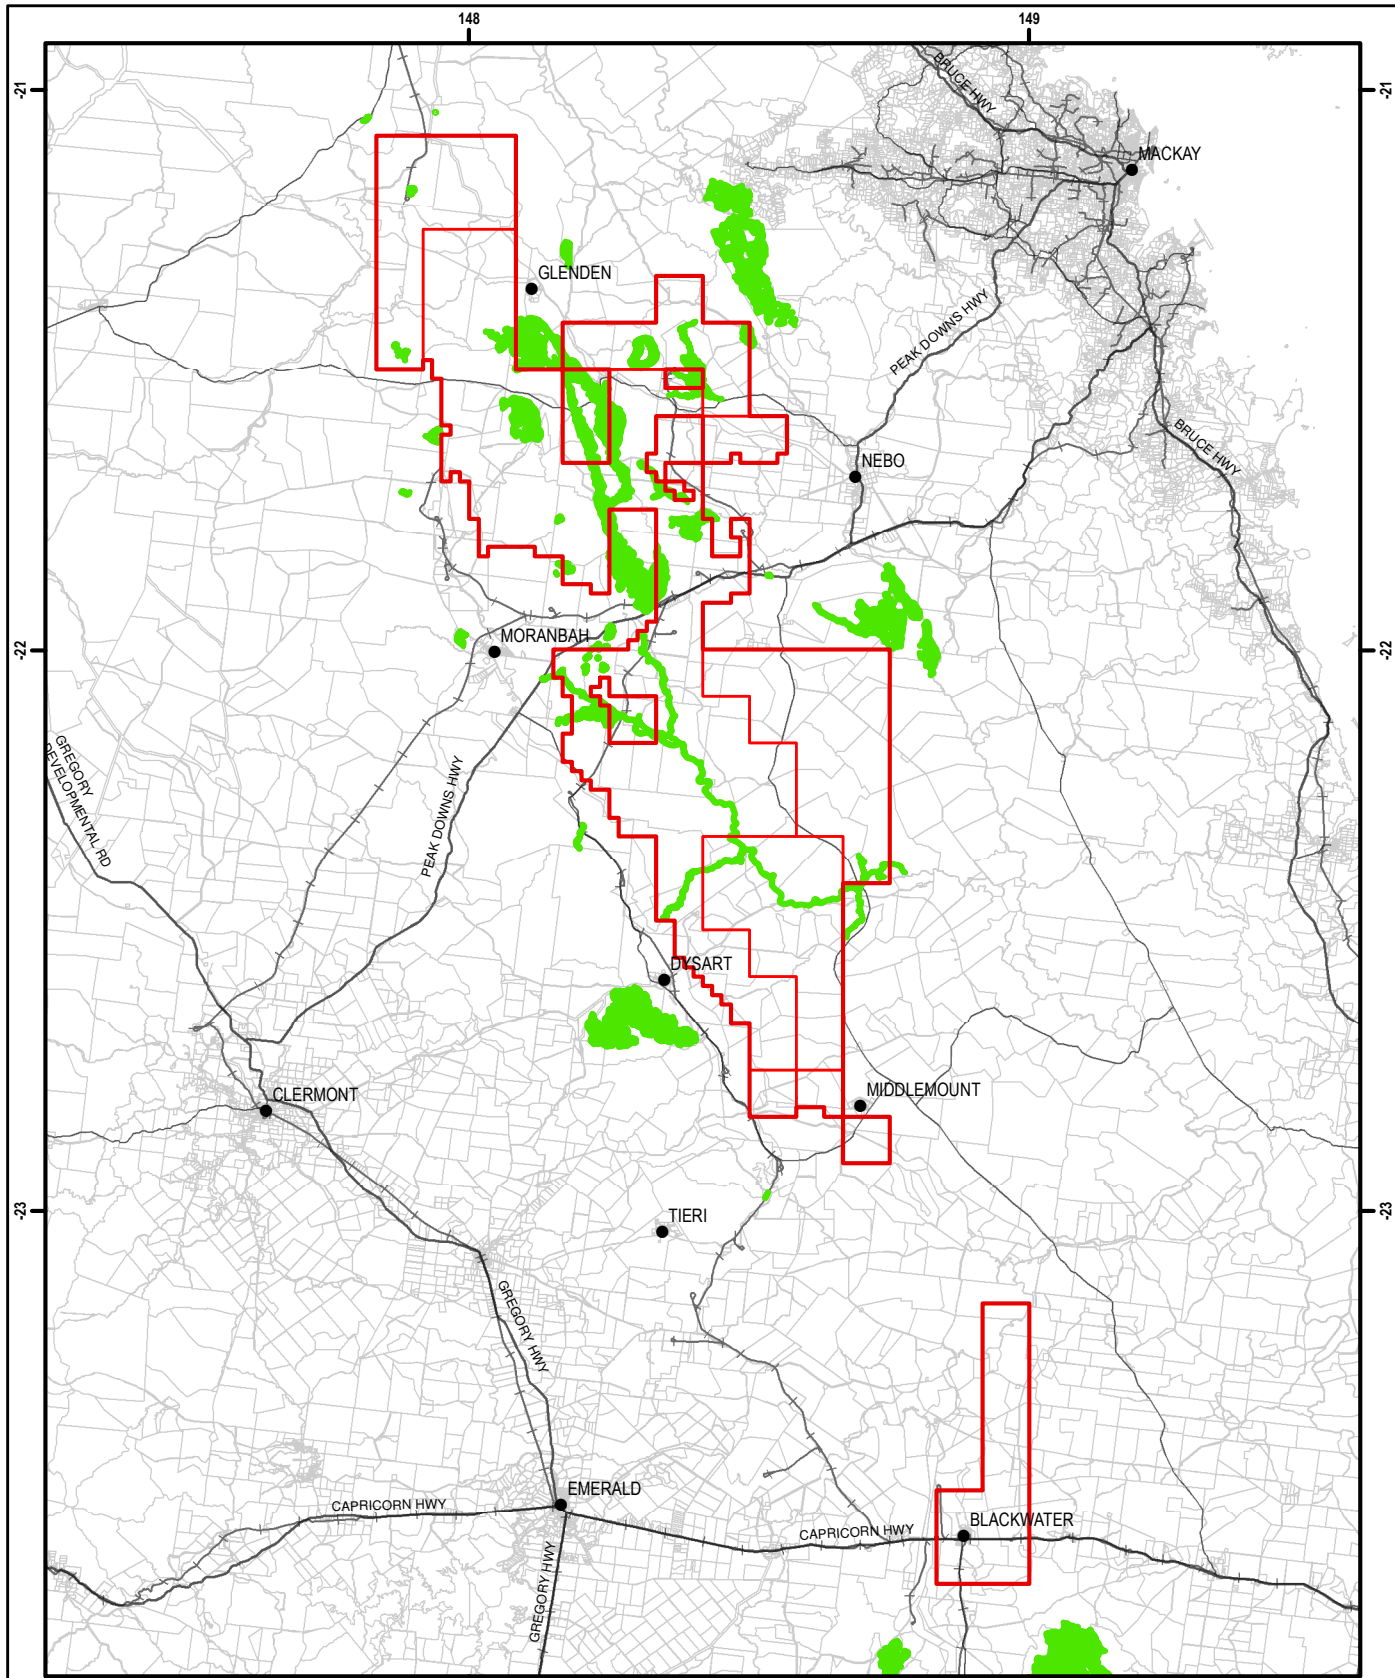 148
149
-21
-21
BRUCE HWY
MACKAY
GLENDEN
PEAK DOWNS HWY
BRUCE HWY
NEBO
MORANBAH
-22
-22
GREGORY
DEVELOPMENTAL RD
PEAK DOWNS HWY
DYSART
CLERMONT
MIDDLEMOUNT
-23
-23
TIERI
GREGORY HWY
EMERALD
CAPRICORN HWY
CAPRICORN HWY
BLACKWATER
GREGORY HWY